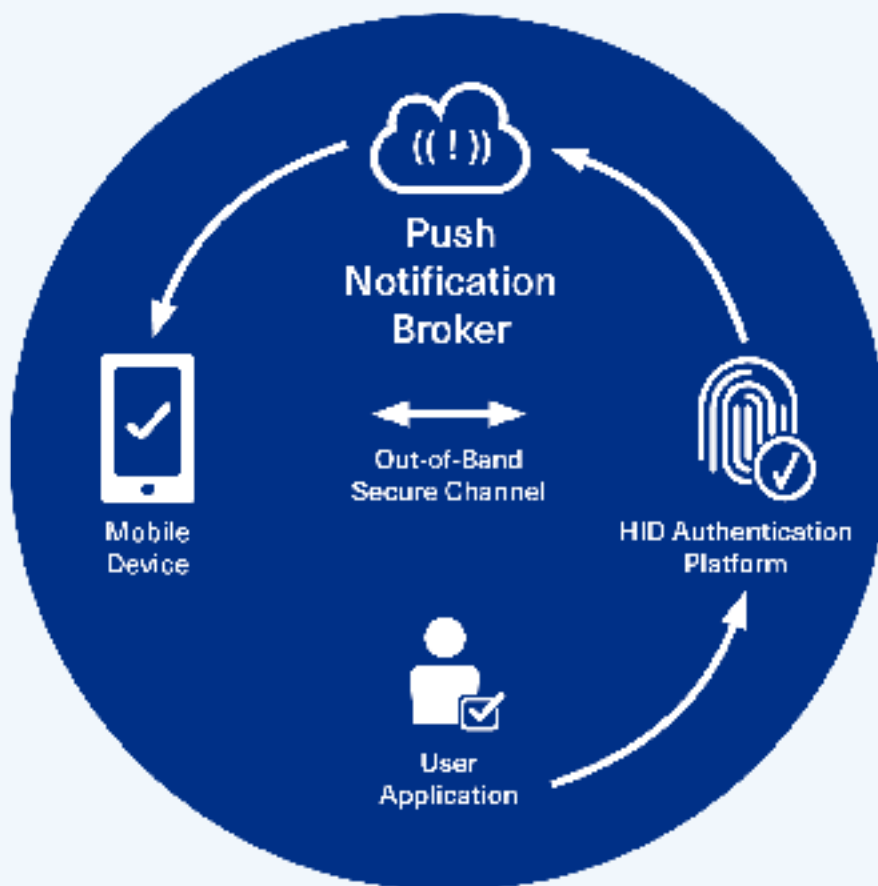 ((!))
Push
Notification
Broker
Out-of-Band
Secure Channel
Mobile
Device
HID Authentication
Platform
User
Application